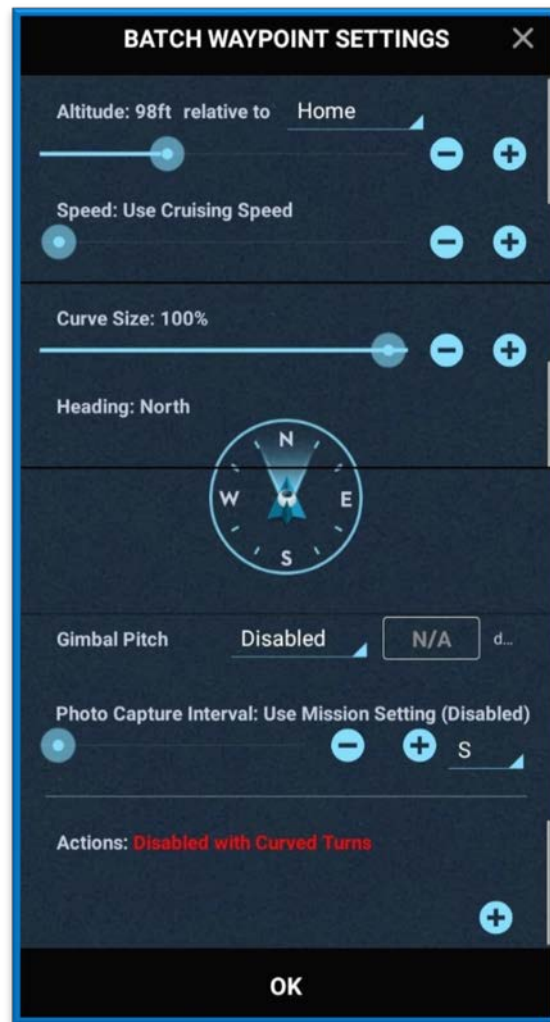 BATCH WAYPOINT SETTINGS
Altitude: 98ft relative to Home
Speed: Use Cruising Speed
Curve Size: 100%
Heading: North
N
W E
S
Gimbal Pitch Disabled N/A d...
Photo Capture Interval: Use Mission Setting (Disabled)
S
Actions: Disabled with Curved Turns
OK